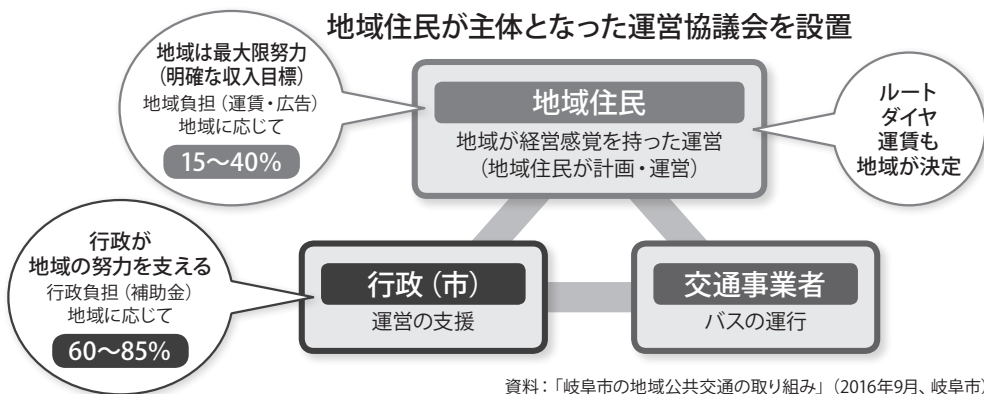 地域住民が主体となった運営協議会を設置
地域は最大限努力
（明確な収入目標）
地域負担（運賃・広告）
地域に応じて
15～40%
地域住民
地域が経営感覚を持った運営
（地域住民が計画・運営）
ルート
ダイヤ
運賃も
地域が決定
行政が
地域の努力を支える
行政負担（補助金）
地域に応じて
60～85%
行政（市）
運営の支援
交通事業者
バスの運行
資料：「岐阜市の地域公共交通の取り組み」（2016年9月、岐阜市）